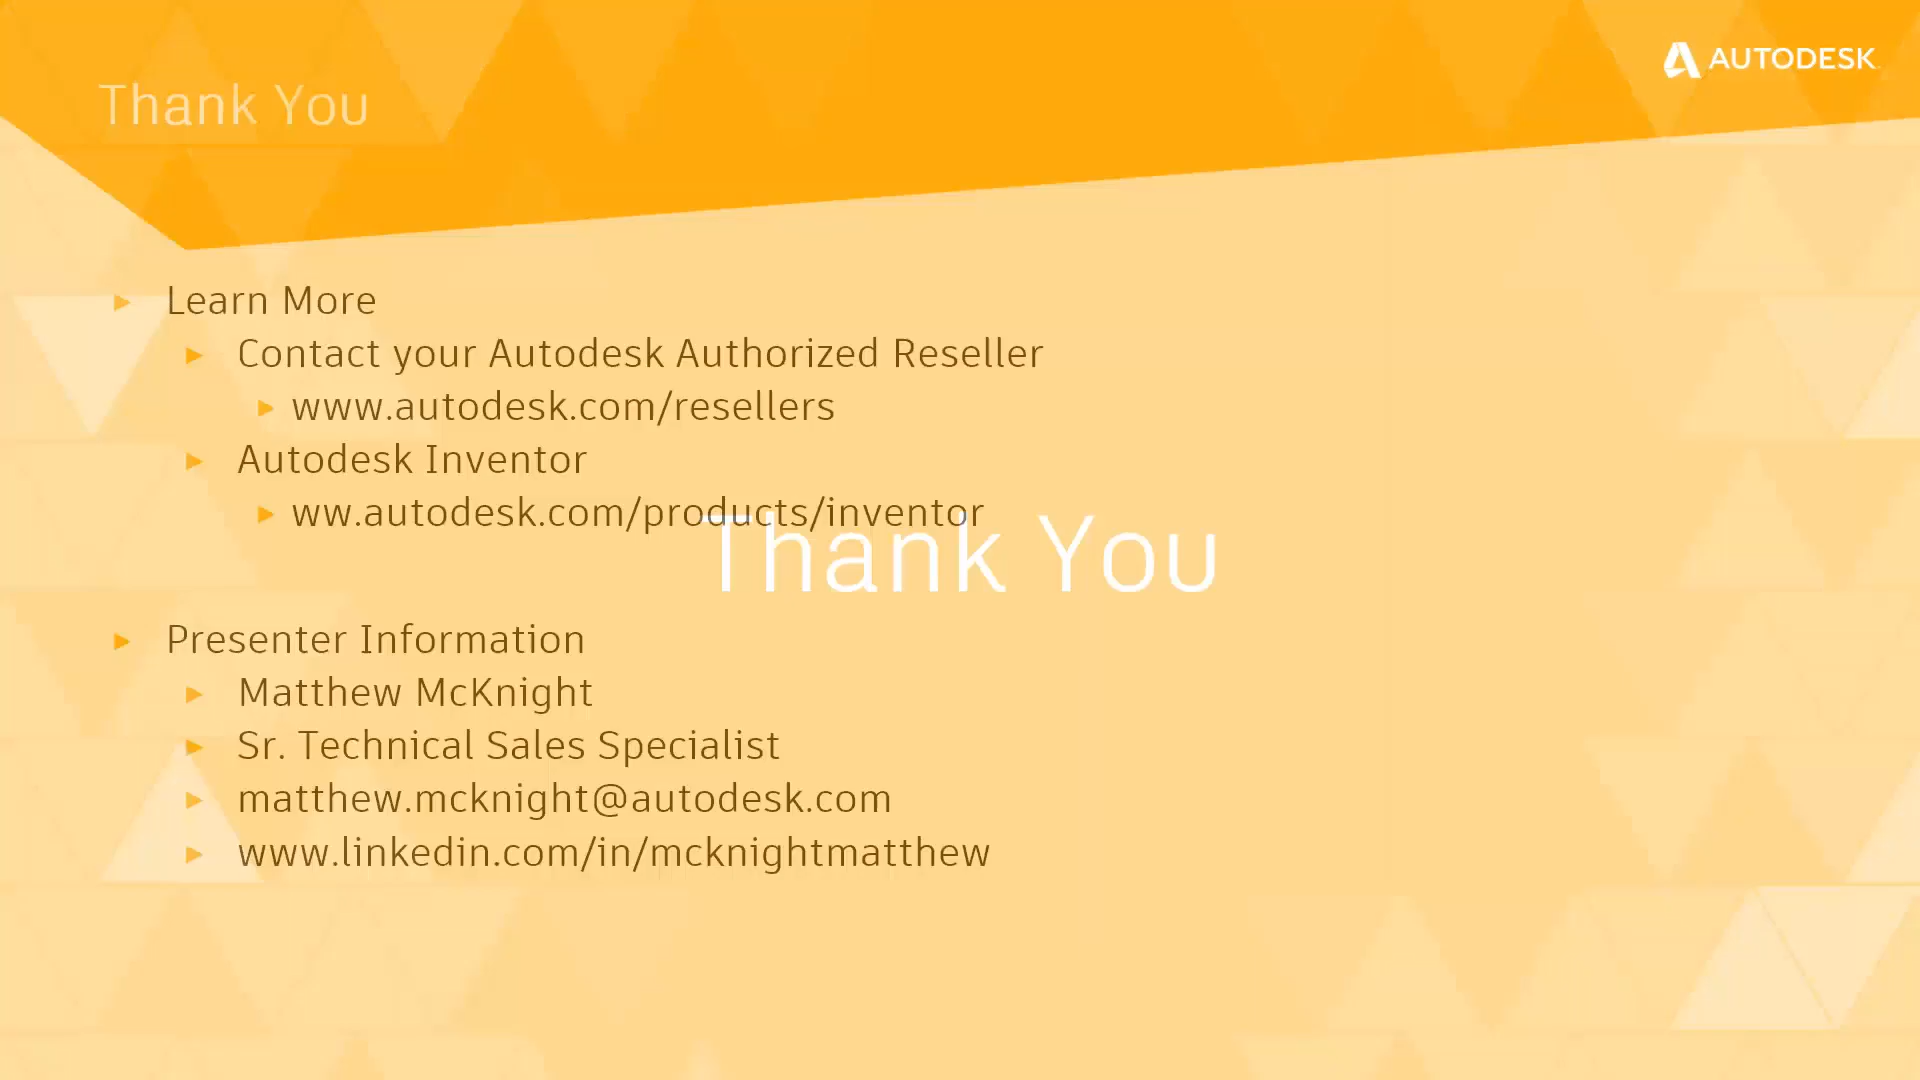 AUTODESK
Thank You
Learn More
Contact your Autodesk Authorized Reseller
www.autodesk.com/resellers
Autodesk Inventor
ww.autodesk.com/products/inventor
Thank You
Presenter Information
Matthew McKnight
Sr. Technical Sales Specialist
matthew.mcknight@autodesk.com
www.linkedin.com/in/mcknightmatthew